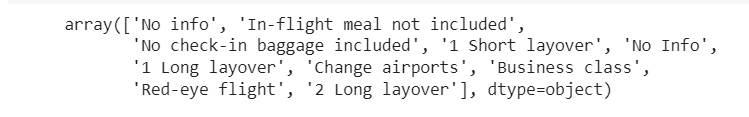 array(['No info', 'In-flight meal not included',
'No check-in baggage included', '1 Short layover', 'No Info',
'1 Long layover', 'Change airports', 'Business class',
'Red-eye flight', '2 Long layover'], dtype=object)